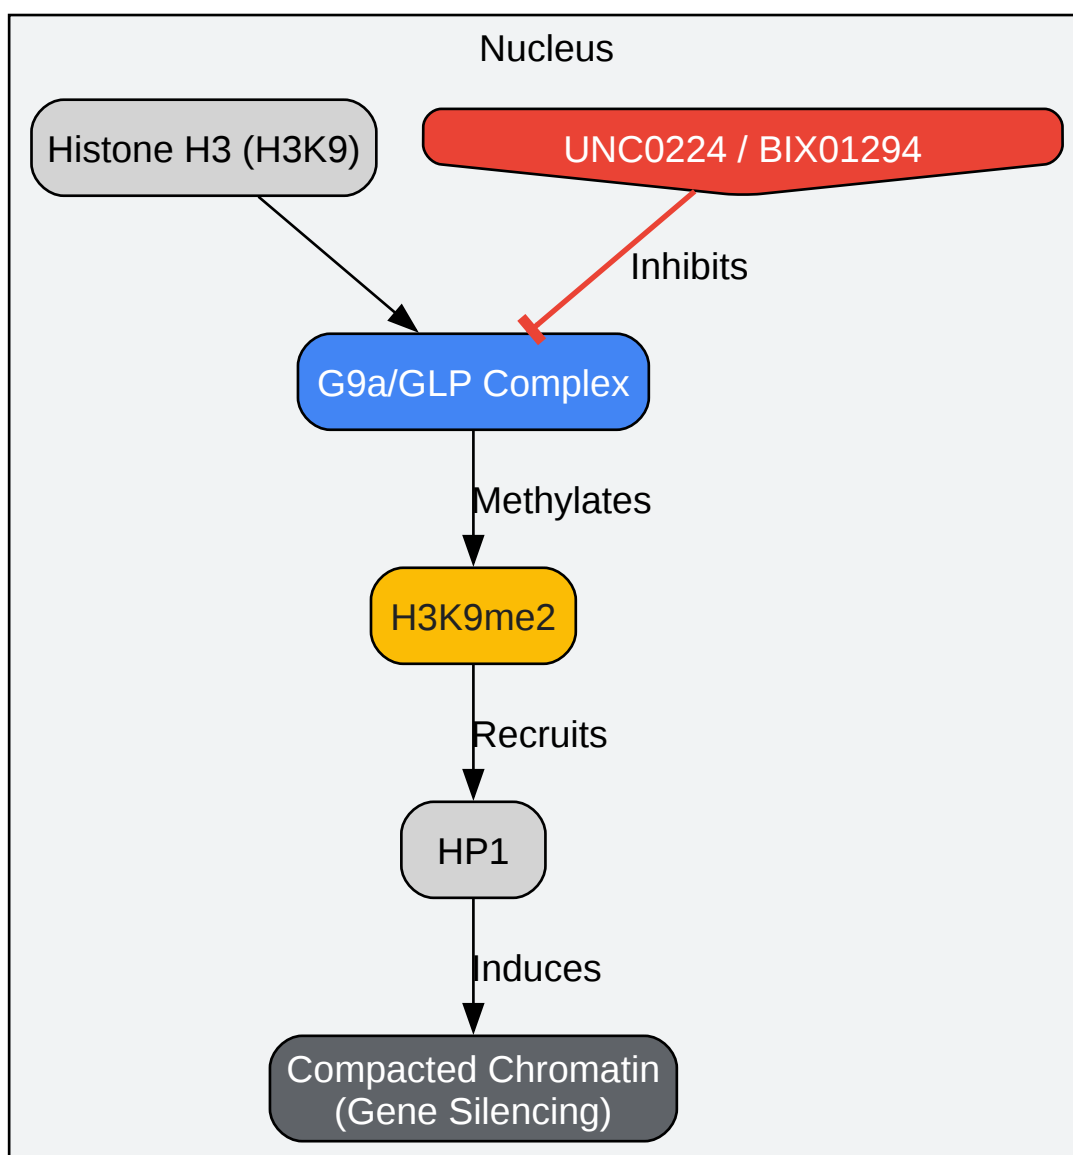 Nucleus
Histone H3 (H3K9)
UNC0224 / BIX01294
Inhibits
G9a/GLP Complex
Methylates
H3K9me2
Recruits
HP1
Induces
Compacted Chromatin
(Gene Silencing)